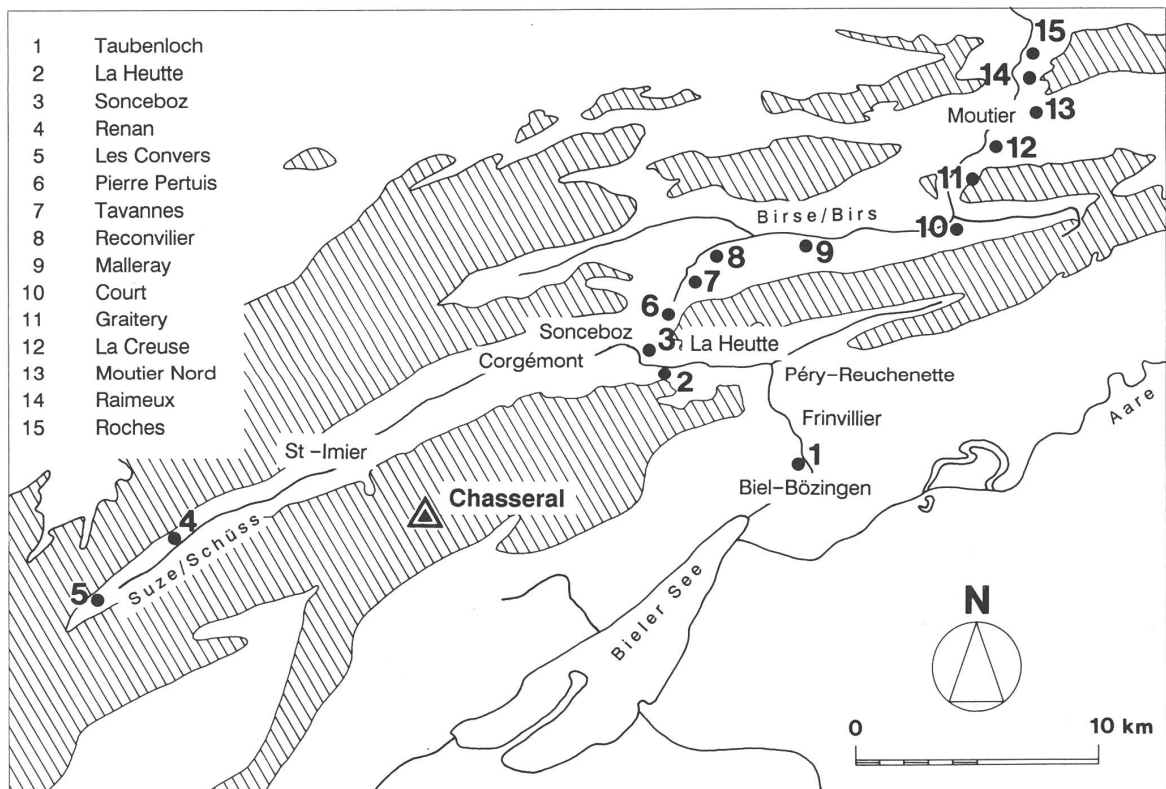 1 Taubenloch
2 La Heutte
3 Sonceboz
4 Renan
5 Les Convers
6 Pierre Pertuis
7 Tavannes
8 Reconvilier
9 Malleray
10 Court
11 Graitery
12 La Creuse
13 Moutier Nord
14 Raimeux
15 Roches
15
14
Moutier
13
12
11
Birse/Birs
10
8
9
7
6
Sonceboz
3
La Heutte
Corgémont
2
Péry-Reuchenette
Aare
Frinvillier
St-Imier
1
Chasseral
Biel-Bözingen
4
Suze/Schüss
5
Bieler See
N
0
10 km